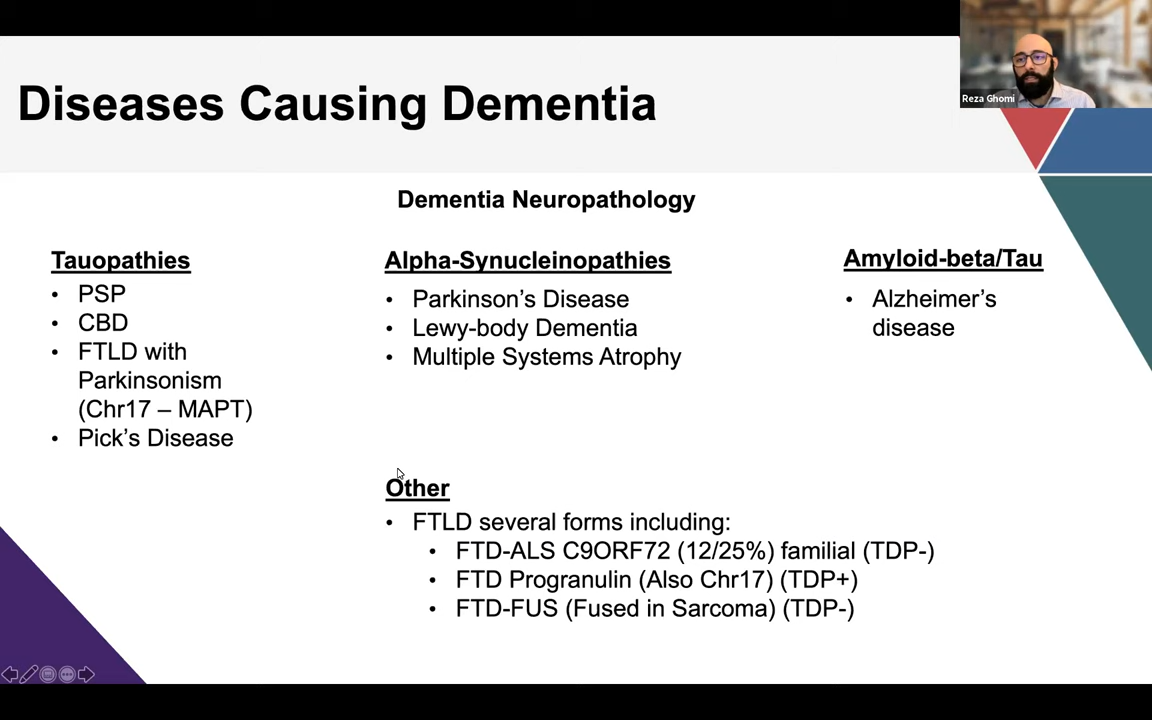 Diseases Causing Dementia
Reza Ghomi
Dementia Neuropathology
Tauopathies
• PSP
• CBD
• FTLD with
Parkinsonism
(Chr17 – MAPT)
• Pick’s Disease
Alpha-Synucleinopathies
• Parkinson’s Disease
• Lewy-body Dementia
• Multiple Systems Atrophy
Amyloid-beta/Tau
• Alzheimer’s
disease
Other
• FTLD several forms including:
• FTD-ALS C9ORF72 (12/25%) familial (TDP-)
• FTD Progranulin (Also Chr17) (TDP+)
• FTD-FUS (Fused in Sarcoma) (TDP-)